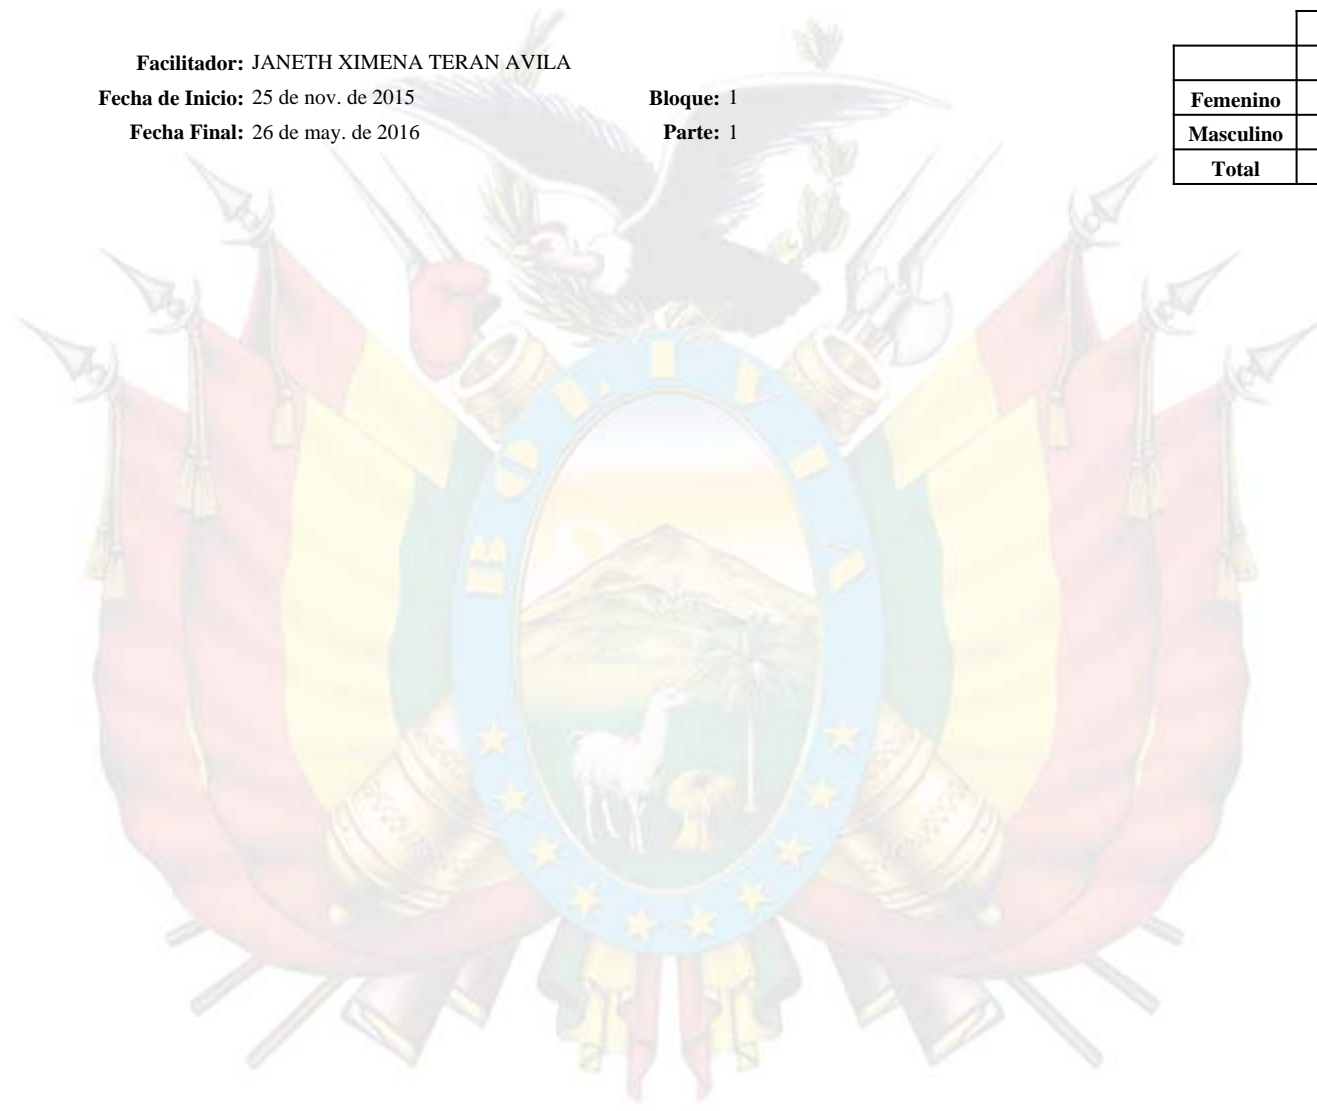 Facilitador: JANETH XIMENA TERAN AVILA
Fecha de Inicio: 25 de nov. de 2015 Bloque: 1
Fecha Final: 26 de may. de 2016 Parte: 1
Femenino
Masculino
Total
BOLIVIA